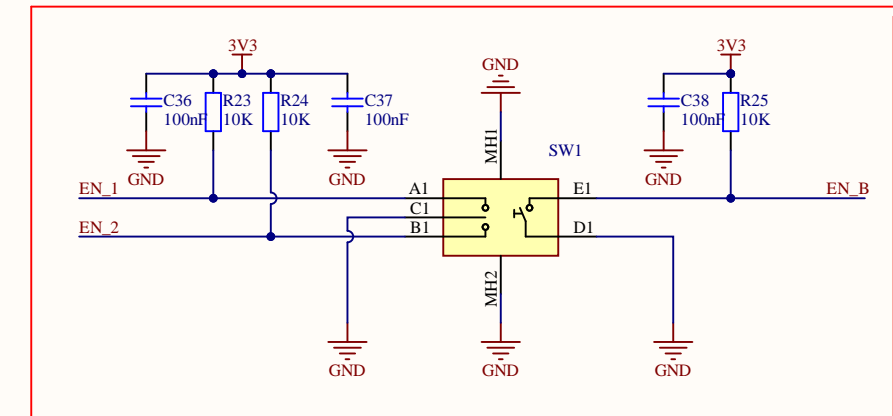 3V3
3V3
GND
C36
R23
R24
C37
C38
R25
100nF
10K
10K
100nF
100nF
10K
MH1
SW1
GND
GND
GND
EN_1
A1
E1
EN_B
C1
EN_2
B1
D1
MH2
GND
GND
GND